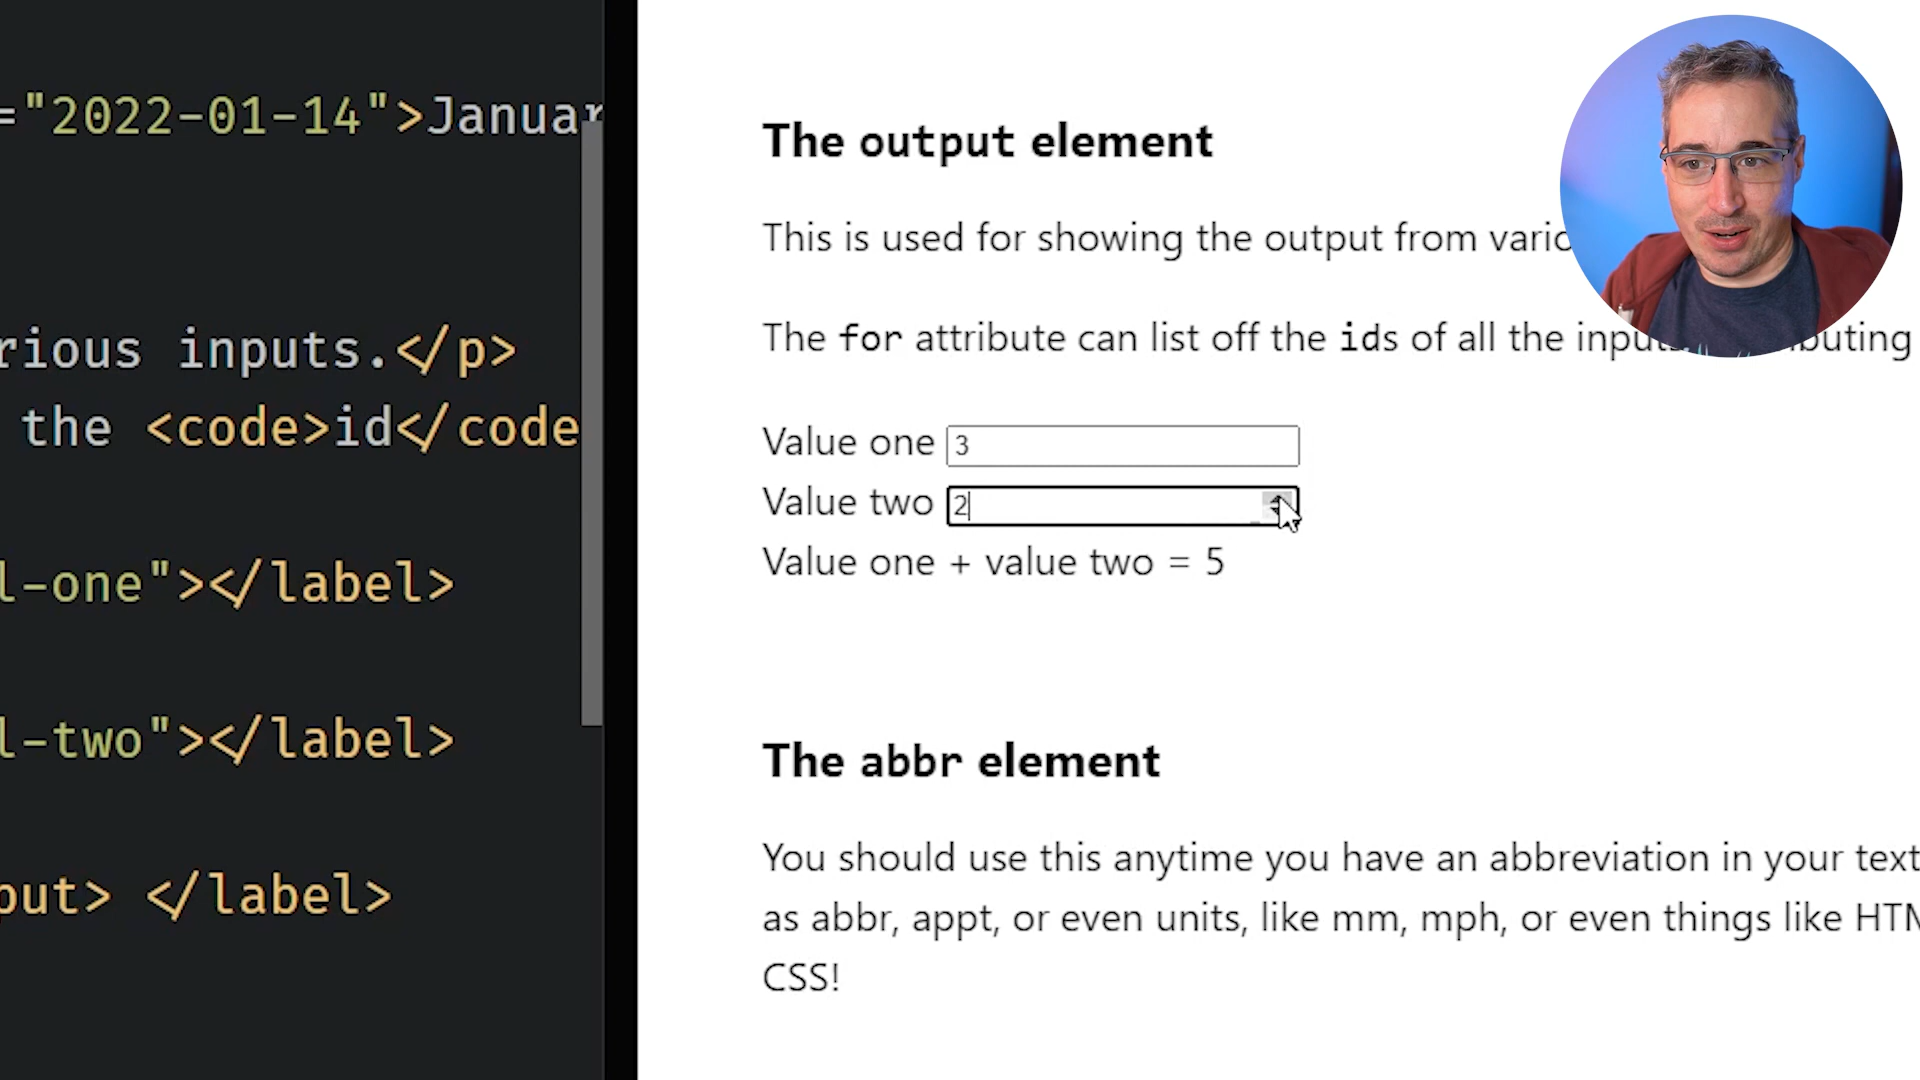 ="2022-01-14">Januar
rious inputs.</p>
the <code>id</code
l-one"></label>
l-two"></label>
put> </label>
The output element
This is used for showing the output from vario
The for attribute can list off the ids of all the inputs
Value one 3
Value two 2
Value one + value two = 5
The abbr element
You should use this anytime you have an abbreviation in your text
as abbr, appt, or even units, like mm, mph, or even things like HTM
CSS!